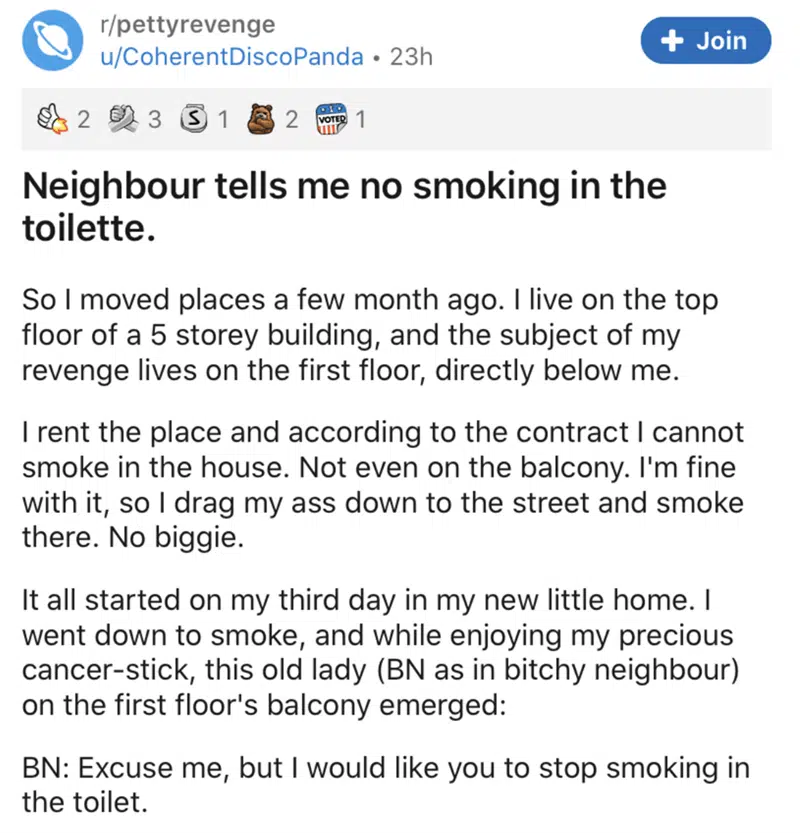 r/pettyrevenge
u/CoherentDiscoPanda • 23h
+ Join
2 3 S 1 2 VOTED 1
Neighbour tells me no smoking in the
toilette.
So I moved places a few month ago. I live on the top
floor of a 5 storey building, and the subject of my
revenge lives on the first floor, directly below me.
I rent the place and according to the contract I cannot
smoke in the house. Not even on the balcony. I'm fine
with it, so I drag my ass down to the street and smoke
there. No biggie.
It all started on my third day in my new little home. I
went down to smoke, and while enjoying my precious
cancer-stick, this old lady (BN as in bitchy neighbour)
on the first floor's balcony emerged:
BN: Excuse me, but I would like you to stop smoking in
the toilet.